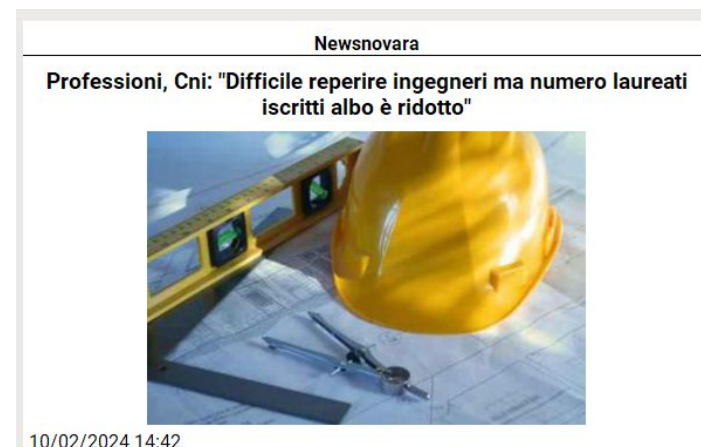 Newsnovara
Professioni, Cni: "Difficile reperire ingegneri ma numero laureati
iscritti albo è ridotto"
10/02/2024 14:42